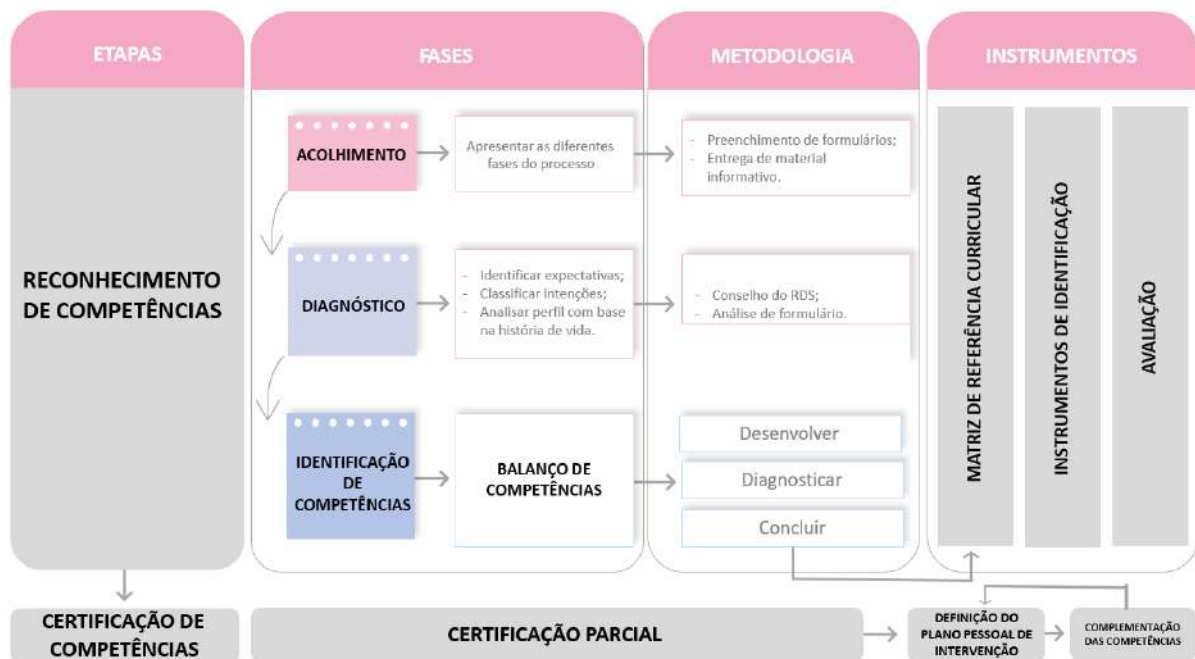 ETAPAS
FASES
METODOLOGIA
INSTRUMENTOS
RECONHECIMENTO
DE COMPETÊNCIAS
ACOLHIMENTO
Apresentar as diferentes
fases do processo
- Preenchimento de formulários;
- Entrega de material
informativo.
DIAGNÓSTICO
- Identificar expectativas;
- Classificar intenções;
- Analisar perfil com base
na história de vida.
- Conselho do RDS;
- Análise de formulário.
IDENTIFICAÇÃO
DE
COMPETÊNCIAS
BALANÇO DE
COMPETÊNCIAS
Desenvolver
Diagnosticar
Concluir
MATRIZ DE REFERÊNCIA CURRICULAR
INSTRUMENTOS DE IDENTIFICAÇÃO
AVALIAÇÃO
CERTIFICAÇÃO DE
COMPETÊNCIAS
CERTIFICAÇÃO PARCIAL
DEFINIÇÃO DO
PLANO PESSOAL DE
INTERVENÇÃO
COMPLEMENTAÇÃO
DAS COMPETÊNCIAS